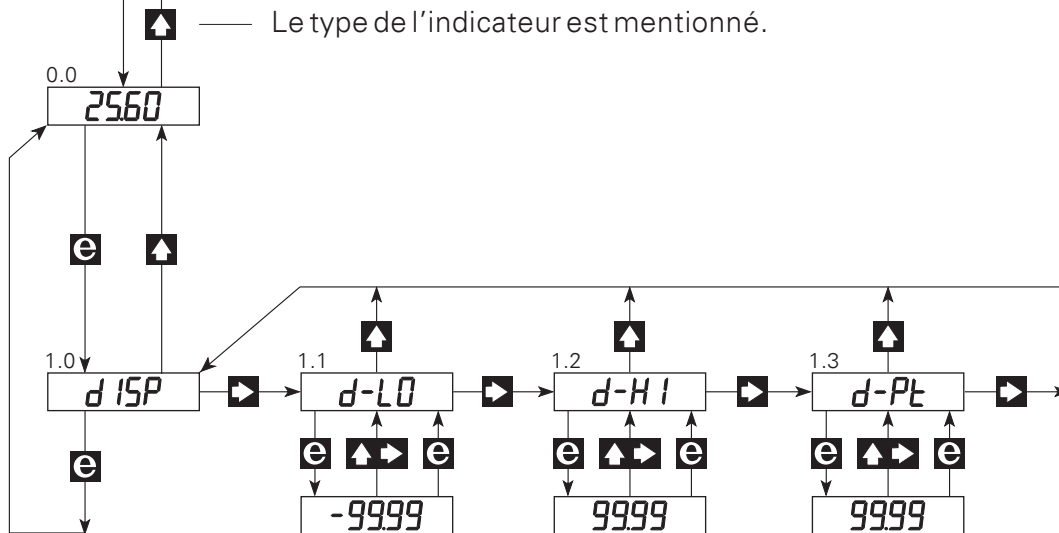 Le type de l'indicateur est mentionné.
0.0
25.60
e
1.0 1.1 1.2 1.3
dISP d-LO d-HI d-Pt
e e e e e e e
-99.99 99.99 99.99